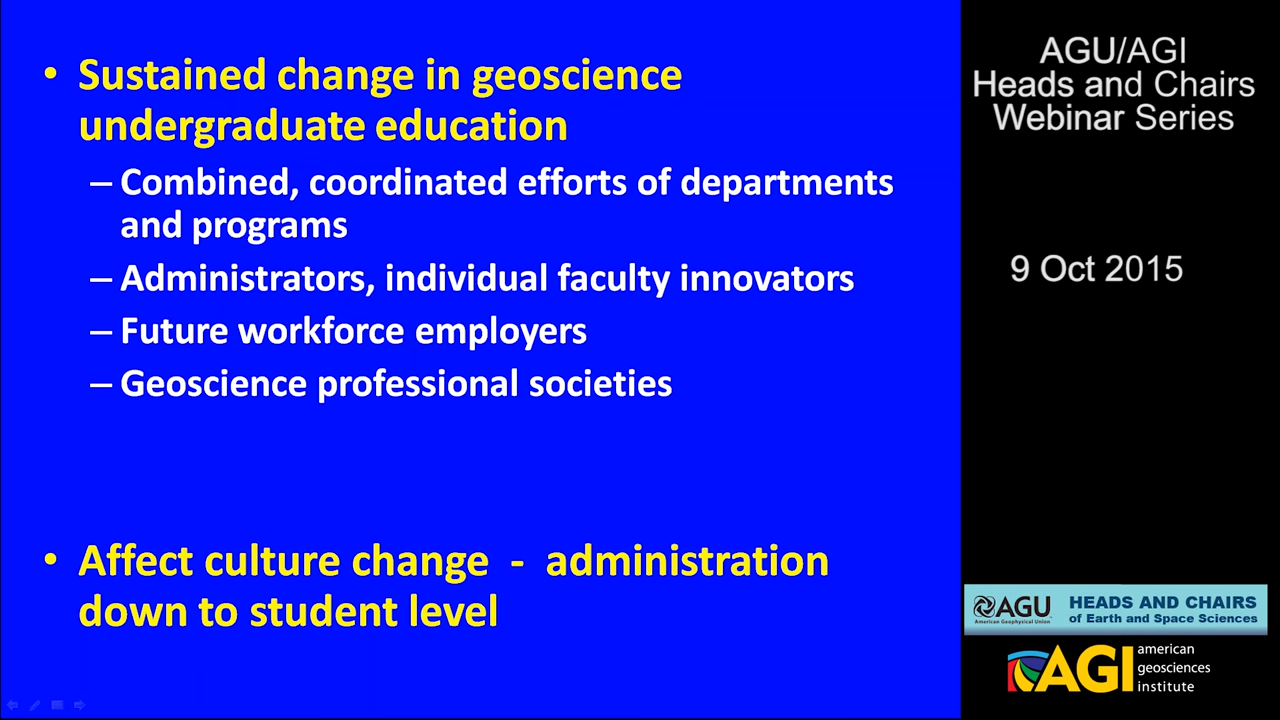 • Sustained change in geoscience
undergraduate education
– Combined, coordinated efforts of departments
and programs
– Administrators, individual faculty innovators
– Future workforce employers
– Geoscience professional societies
• Affect culture change - administration
down to student level
AGU/AGI
Heads and Chairs
Webinar Series
9 Oct 2015
AGU
American Geophysical Union
HEADS AND CHAIRS
of Earth and Space Sciences
AGI
american
geosciences
institute